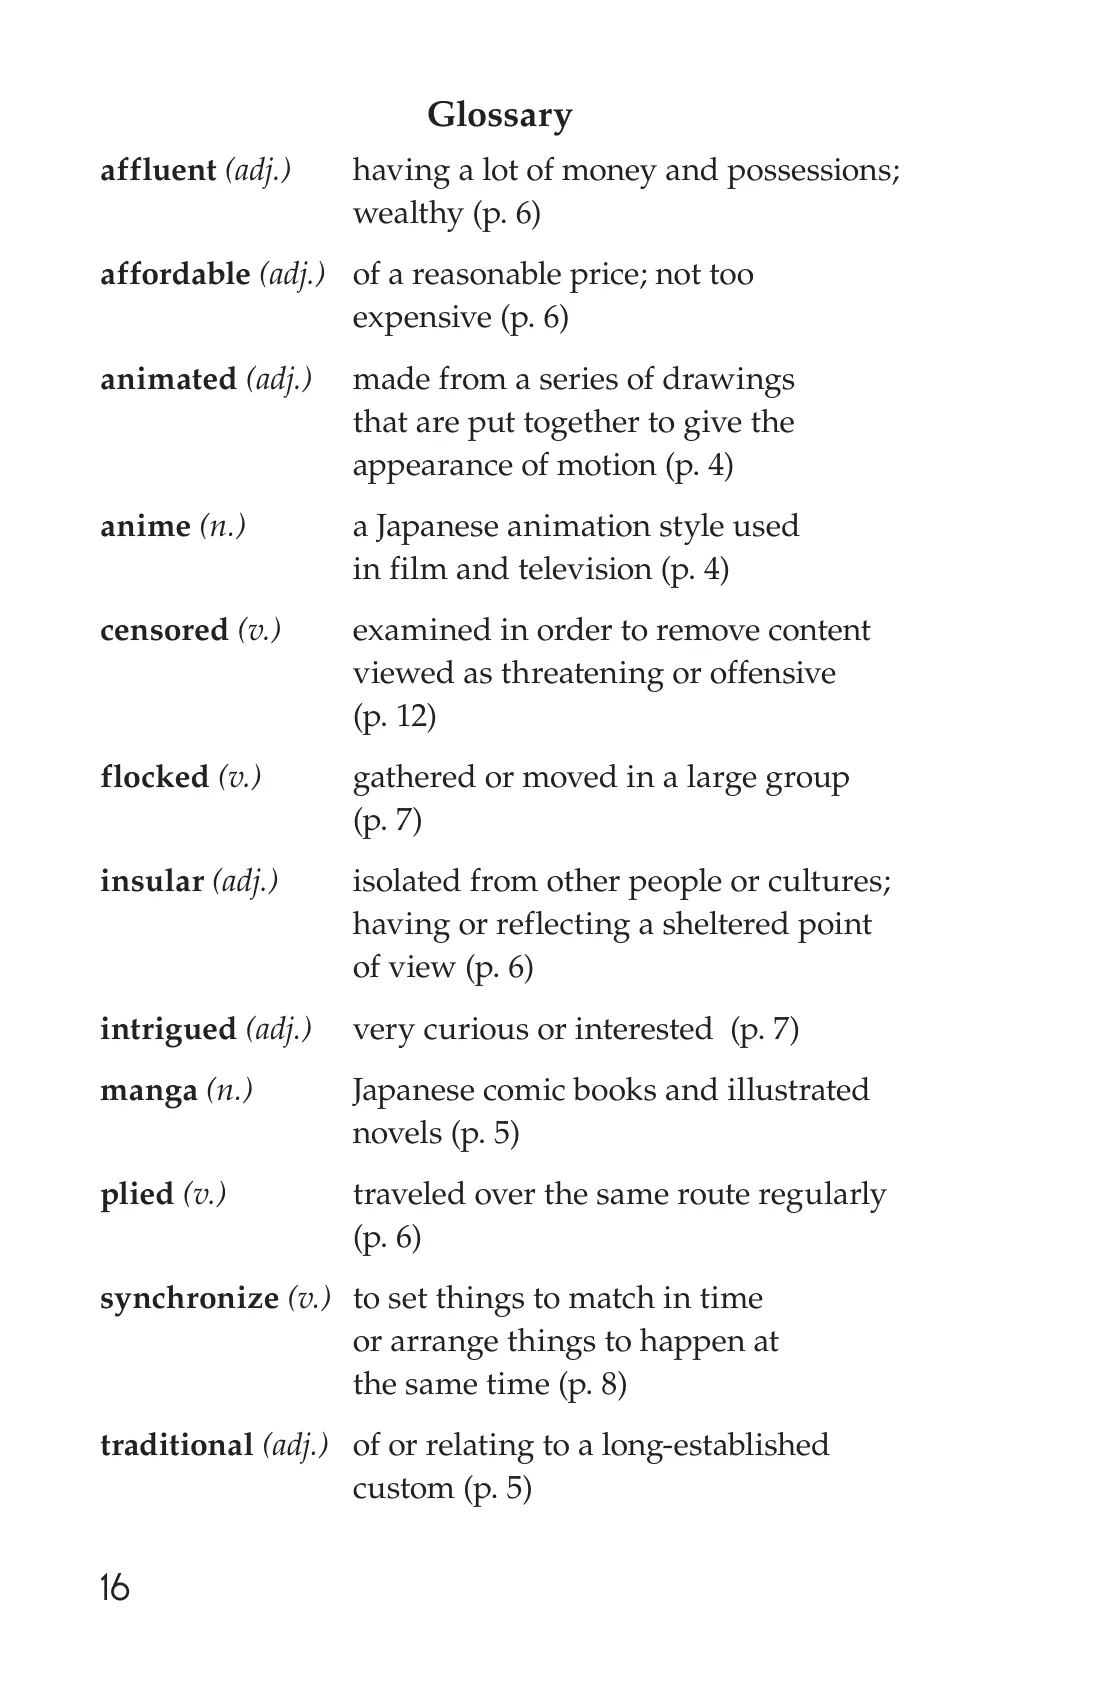 Glossary
affluent (adj.) having a lot of money and possessions;
wealthy (p. 6)
affordable (adj.) of a reasonable price; not too
expensive (p. 6)
animated (adj.) made from a series of drawings
that are put together to give the
appearance of motion (p. 4)
anime (n.) a Japanese animation style used
in film and television (p. 4)
censored (v.) examined in order to remove content
viewed as threatening or offensive
(p. 12)
flocked (v.) gathered or moved in a large group
(p. 7)
insular (adj.) isolated from other people or cultures;
having or reflecting a sheltered point
of view (p. 6)
intrigued (adj.) very curious or interested (p. 7)
manga (n.) Japanese comic books and illustrated
novels (p. 5)
plied (v.) traveled over the same route regularly
(p. 6)
synchronize (v.) to set things to match in time
or arrange things to happen at
the same time (p. 8)
traditional (adj.) of or relating to a long-established
custom (p. 5)
16